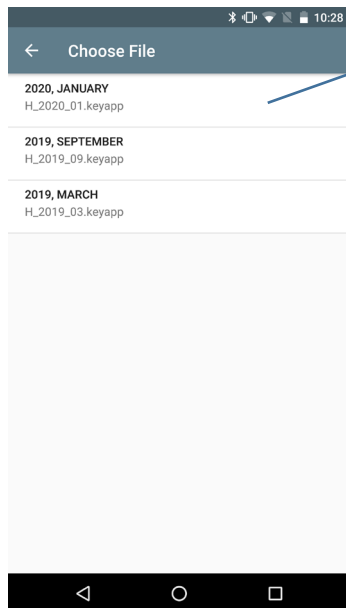 10:28
Choose File
2020, JANUARY
H_2020_01.keyapp
2019, SEPTEMBER
H_2019_09.keyapp
2019, MARCH
H_2019_03.keyapp